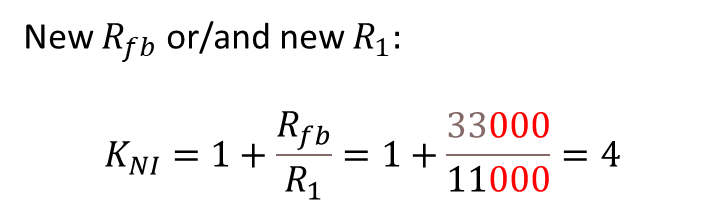 New R_fb or/and new R_1:
K_NI = 1 + R_fb/R_1 = 1 + 33000/11000 = 4